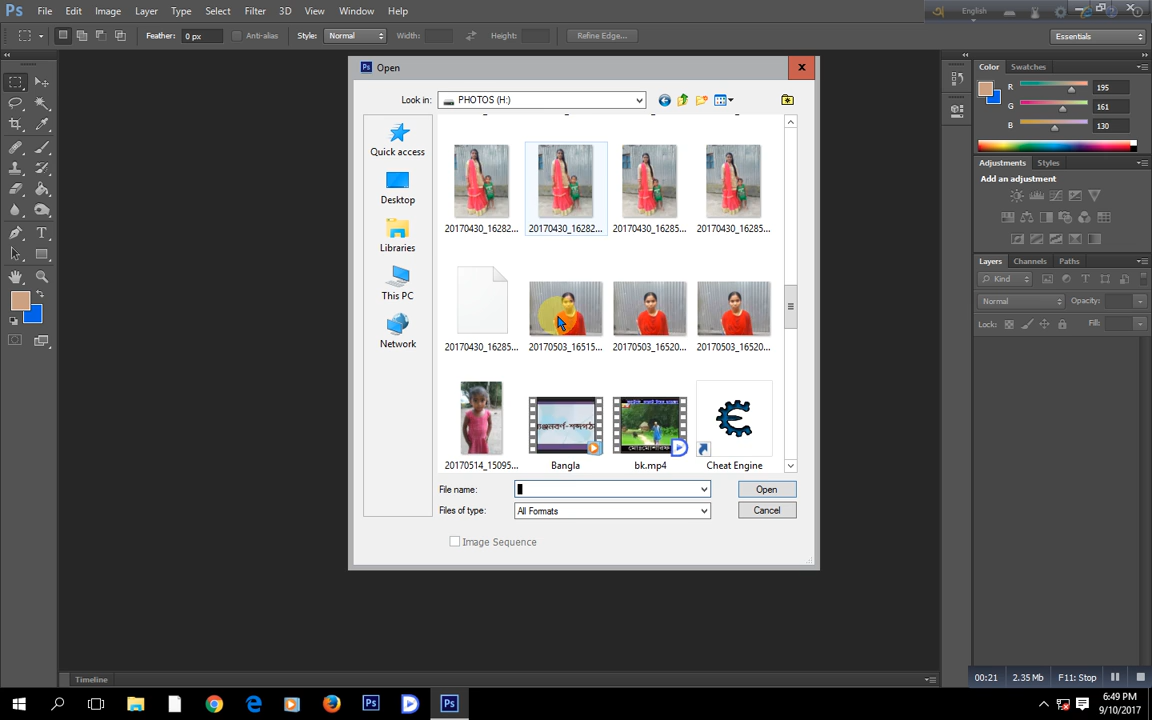 Ps File Edit Image Layer Type Select Filter 3D View Window Help
English
Feather: 0 px Anti-alias Style: Normal Width: Height: Refine Edge... Essentials
Ps Open
Look in: PHOTOS (H:)
Quick access
Desktop
Libraries
This PC
Network
20170430_16282... 20170430_16282... 20170430_16285... 20170430_16285...
20170430_16285... 20170503_16515... 20170503_16520... 20170503_16520...
20170514_15095... Bangla bk.mp4 Cheat Engine
File name: Open
Files of type: All Formats Cancel
Image Sequence
Color Swatches
R 195
G 161
B 130
Adjustments Styles
Add an adjustment
Layers Channels Paths
Kind
Normal Opacity:
Lock: Fill:
Timeline
00:21 2.35 Mb F11: Stop
Ps Ps
6:49 PM
9/10/2017